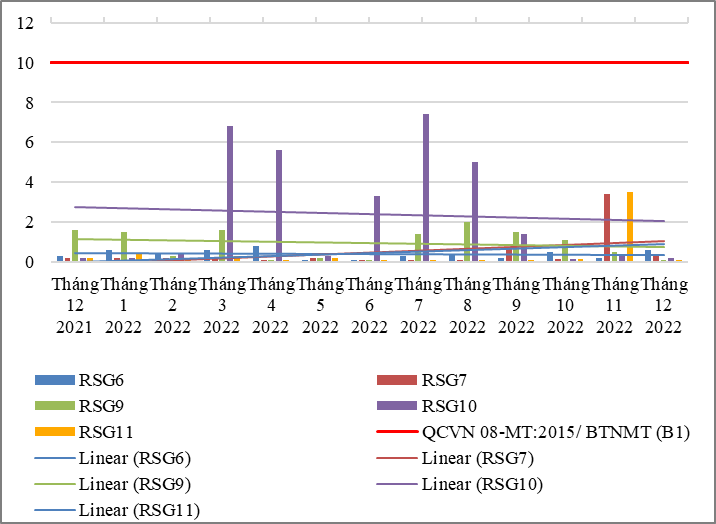 12
10
8
6
4
2
0
Tháng Tháng Tháng Tháng Tháng Tháng Tháng Tháng Tháng Tháng Tháng Tháng Tháng
12 1 2 3 4 5 6 7 8 9 10 11 12
2021 2022 2022 2022 2022 2022 2022 2022 2022 2022 2022 2022 2022
RSG6 RSG7
RSG9 RSG10
RSG11 QCVN 08-MT:2015/ BTNMT (B1)
Linear (RSG6) Linear (RSG7)
Linear (RSG9) Linear (RSG10)
Linear (RSG11)